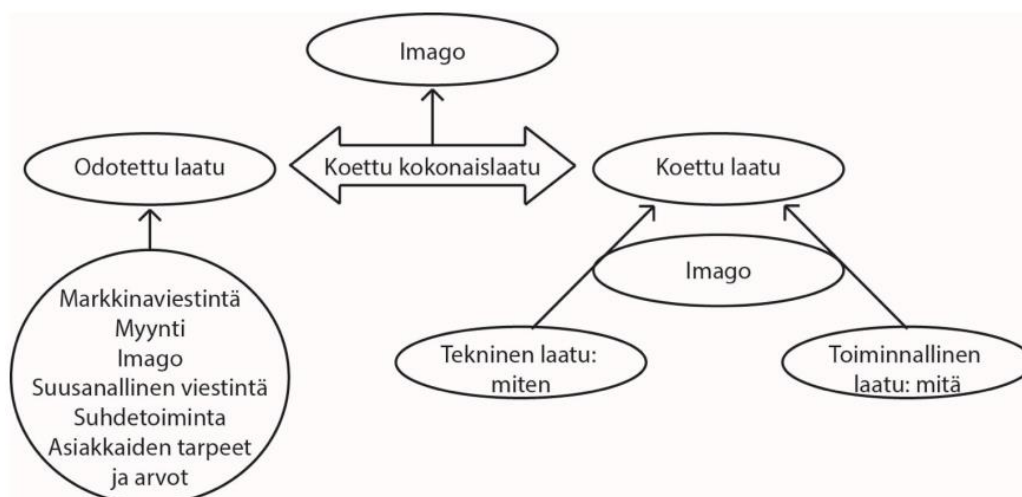 Imago
Odotettu laatu
Koettu kokonaislaatu
Koettu laatu
Imago
Markkinaviestintä
Myynti
Imago
Suusanallinen viestintä
Suhdetoiminta
Asiakkaiden tarpeet
ja arvot
Tekninen laatu:
miten
Toiminnallinen
laatu: mitä